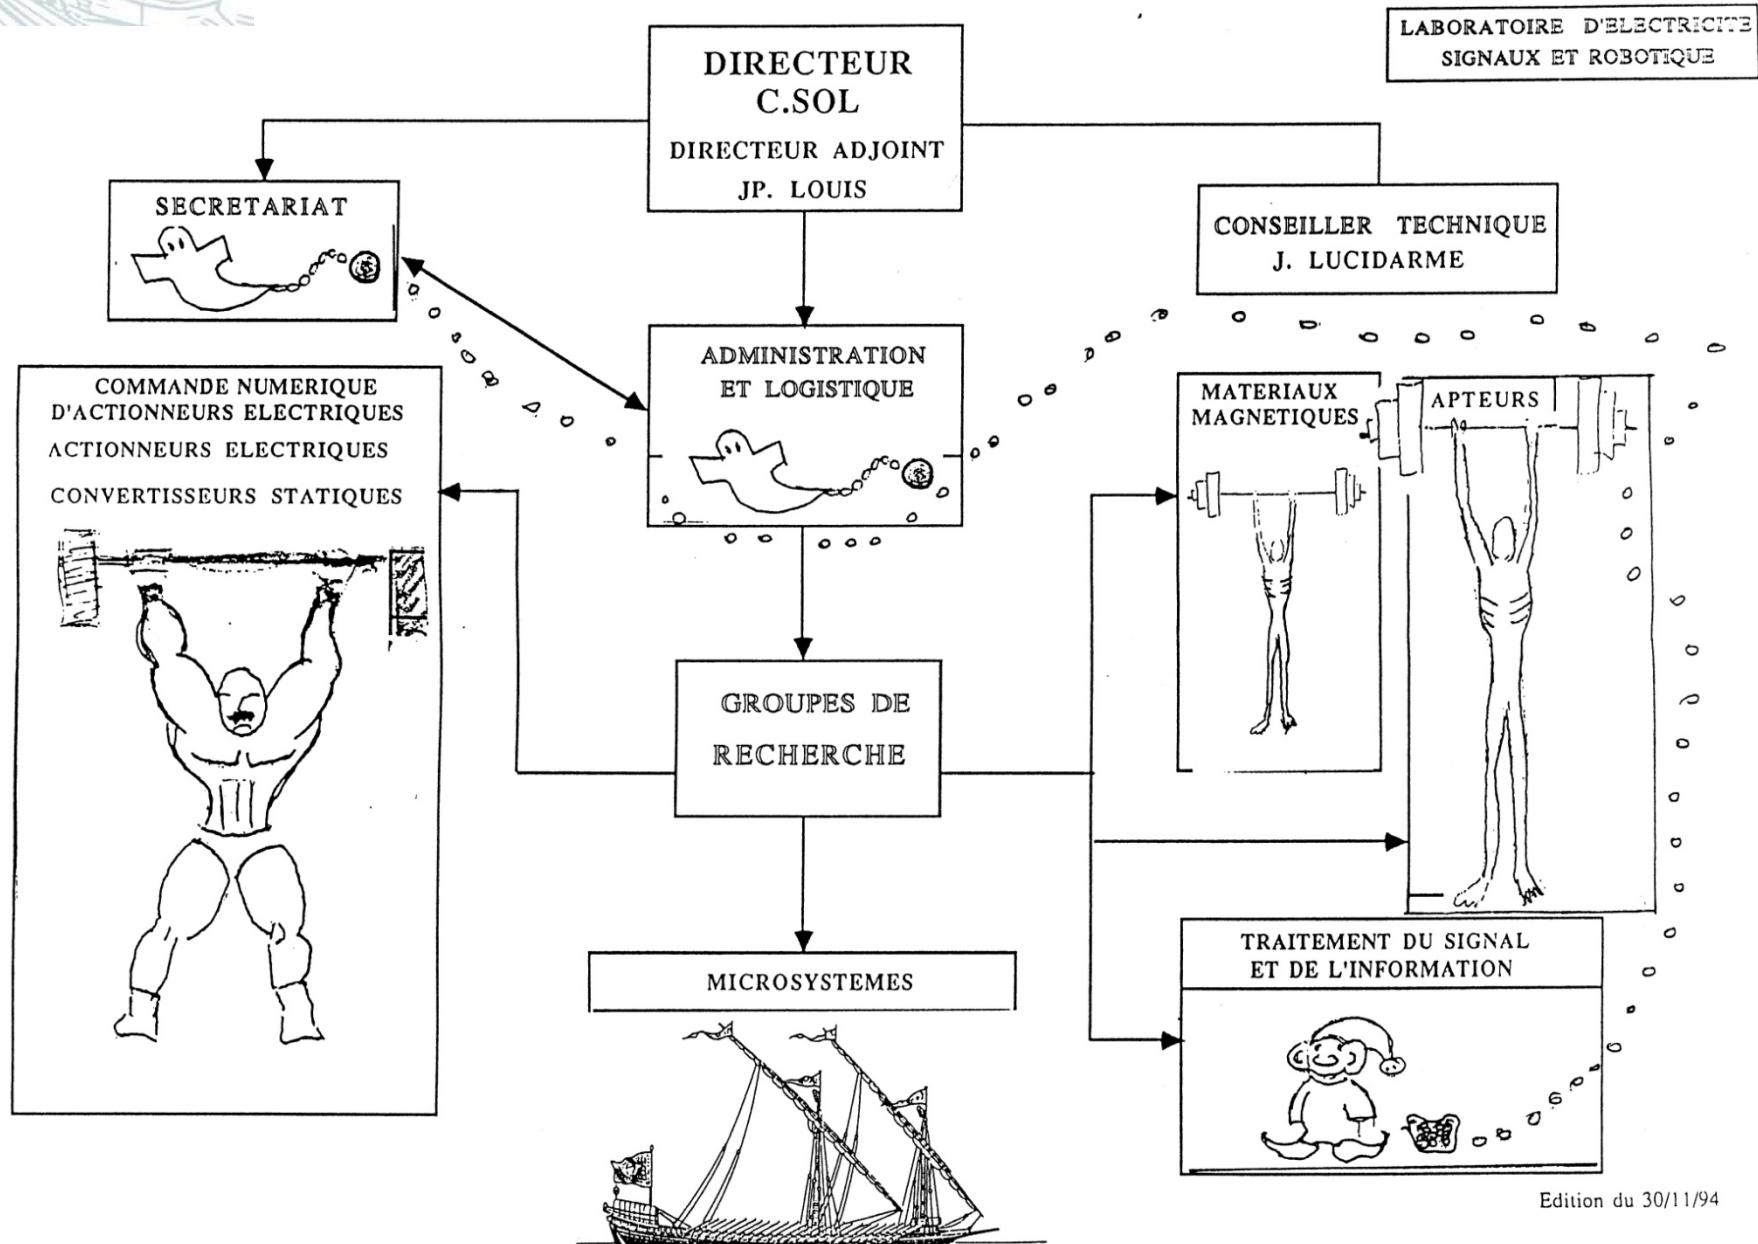 LABORATOIRE D'ELECTRICITE
SIGNAUX ET ROBOTIQUE
DIRECTEUR
C.SOL
DIRECTEUR ADJOINT
JP. LOUIS
SECRETARIAT
CONSEILLER TECHNIQUE
J. LUCIDARME
ADMINISTRATION
ET LOGISTIQUE
COMMANDE NUMERIQUE
D'ACTIONNEURS ELECTRIQUES
ACTIONNEURS ELECTRIQUES
CONVERTISSEURS STATIQUES
MATERIAUX
MAGNETIQUES
APTEURS
GROUPES DE
RECHERCHE
MICROSYSTEMES
TRAITEMENT DU SIGNAL
ET DE L'INFORMATION
Edition du 30/11/94